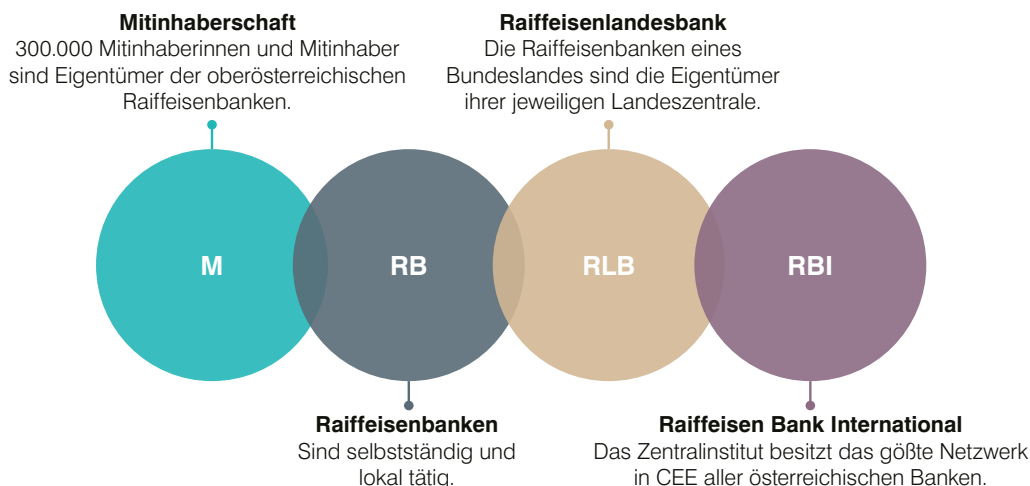 Mitinhaberschaft
300.000 Mitinhaberinnen und Mitinhaber
sind Eigentümer der oberösterreichischen
Raiffeisenbanken.
Raiffeisenlandesbank
Die Raiffeisenbanken eines
Bundeslandes sind die Eigentümer
ihrer jeweiligen Landeszentrale.
M
RB
RLB
RBI
Raiffeisenbanken
Sind selbstständig und
lokal tätig.
Raiffeisen Bank International
Das Zentralinstitut besitzt das gößte Netzwerk
in CEE aller österreichischen Banken.